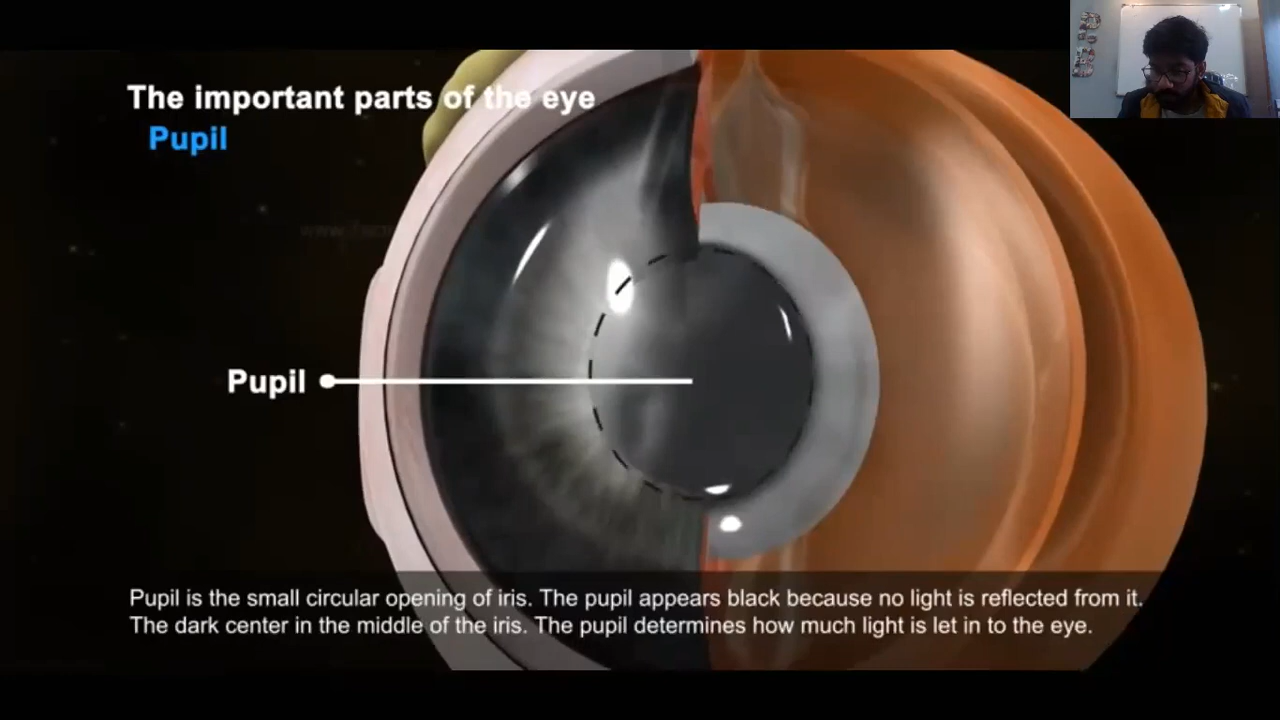 The important parts of the eye
Pupil
Pupil
Pupil is the small circular opening of iris. The pupil appears black because no light is reflected from it.
The dark center in the middle of the iris. The pupil determines how much light is let in to the eye.